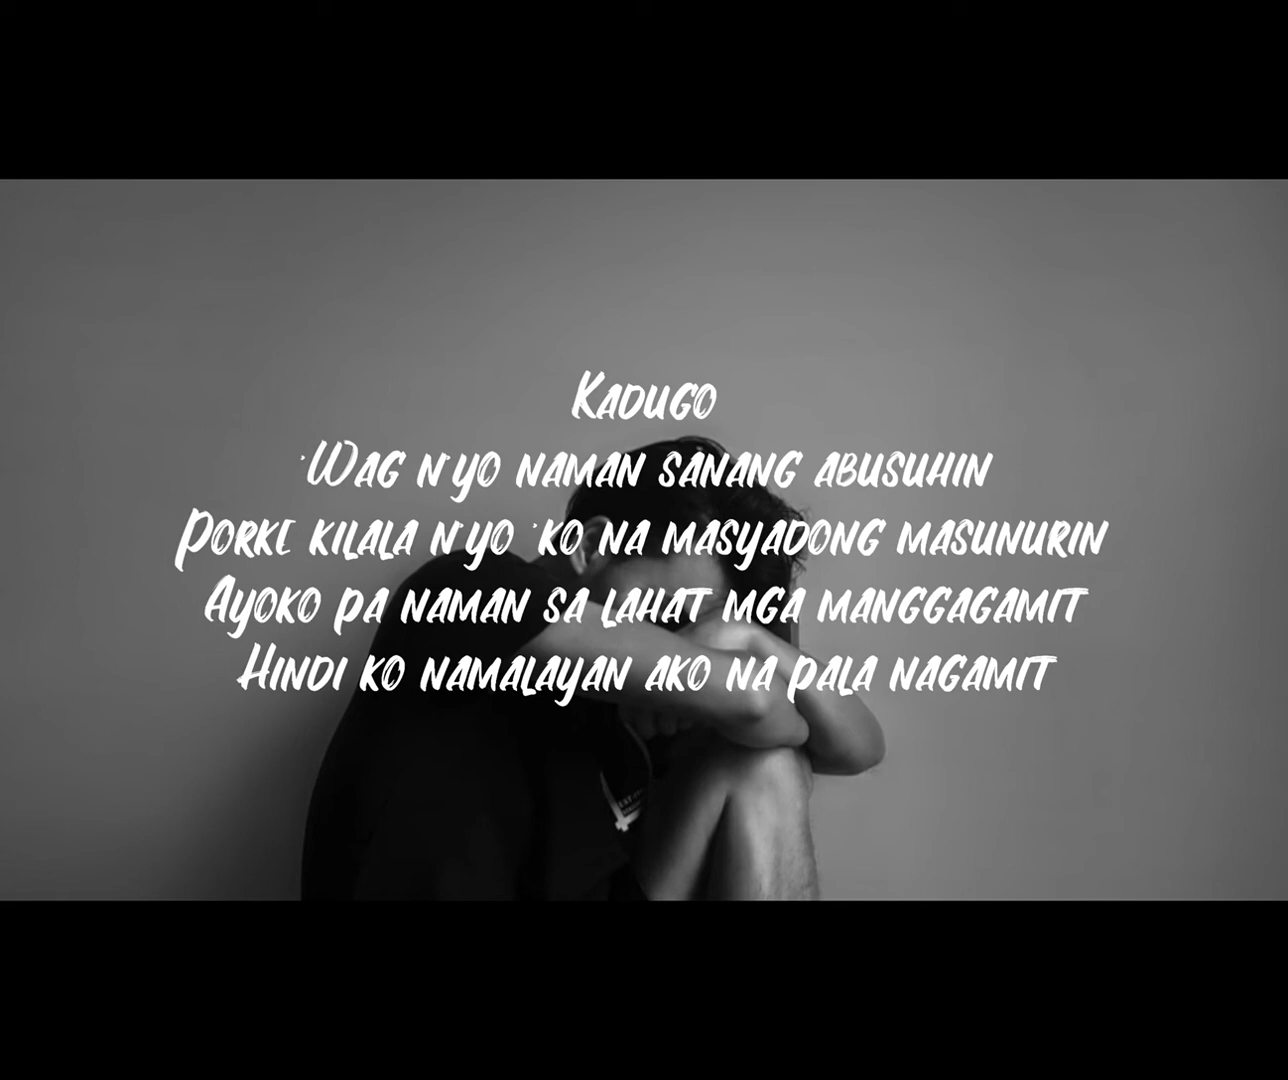 Kadugo
'Wag n'yo naman sanang abusuhin
Porke kilala n'yo 'ko na masyadong masunurin
Ayoko pa naman sa lahat mga manggagamit
Hindi ko namalayan ako na pala nagamit